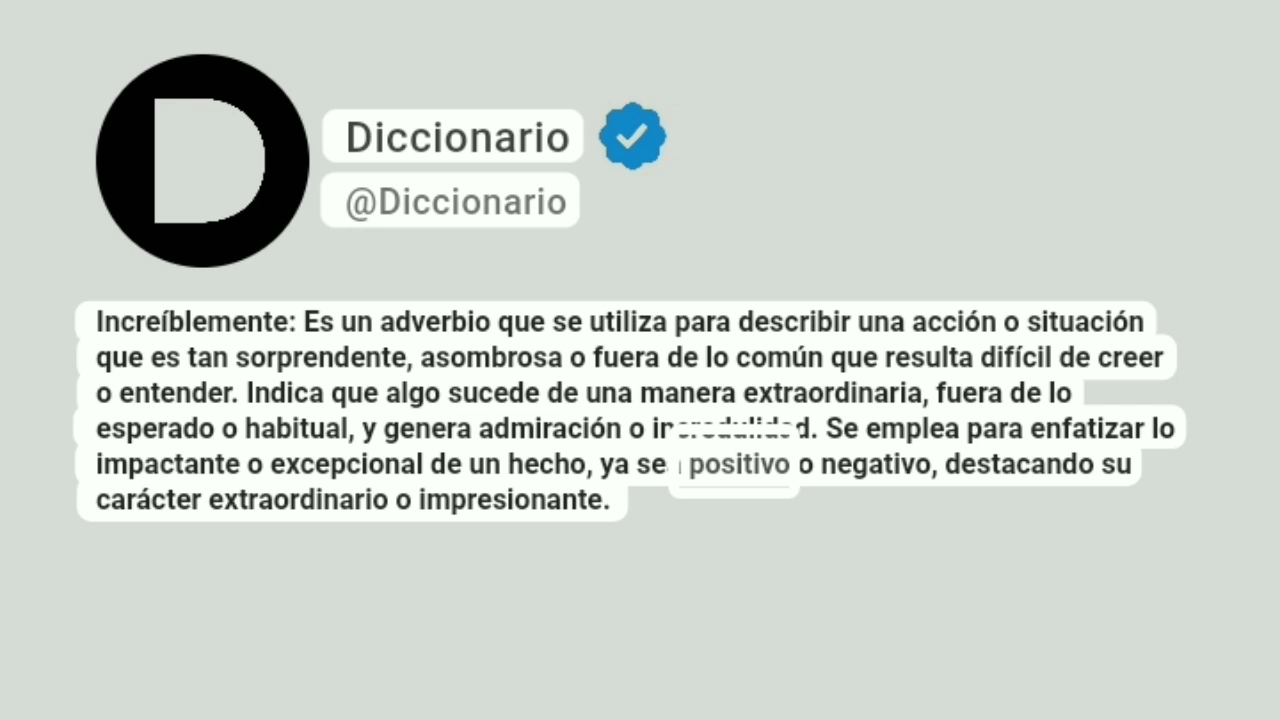 D
Diccionario
@Diccionario
Increíblemente: Es un adverbio que se utiliza para describir una acción o situación
que es tan sorprendente, asombrosa o fuera de lo común que resulta difícil de creer
o entender. Indica que algo sucede de una manera extraordinaria, fuera de lo
esperado o habitual, y genera admiración o incredulidad. Se emplea para enfatizar lo
impactante o excepcional de un hecho, ya sea positivo o negativo, destacando su
carácter extraordinario o impresionante.